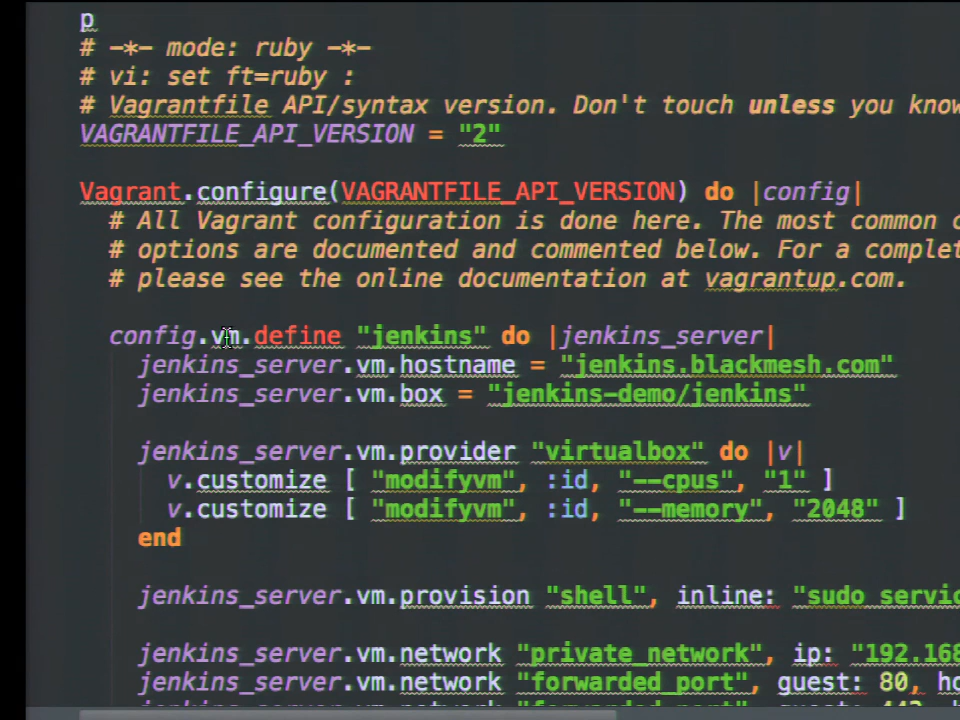 p
# -*- mode: ruby -*-
# vi: set ft=ruby :
# Vagrantfile API/syntax version. Don't touch unless you know
VAGRANTFILE_API_VERSION = "2"
Vagrant.configure(VAGRANTFILE_API_VERSION) do |config|
# All Vagrant configuration is done here. The most common
# options are documented and commented below. For a complet
# please see the online documentation at vagrantup.com.
config.vm.define "jenkins" do |jenkins_server|
jenkins_server.vm.hostname = "jenkins.blackmesh.com"
jenkins_server.vm.box = "jenkins-demo/jenkins"
jenkins_server.vm.provider "virtualbox" do |v|
v.customize [ "modifyvm", :id, "--cpus", "1" ]
v.customize [ "modifyvm", :id, "--memory", "2048" ]
end
jenkins_server.vm.provision "shell", inline: "sudo servic
jenkins_server.vm.network "private_network", ip: "192.168
jenkins_server.vm.network "forwarded_port", guest: 80, ho